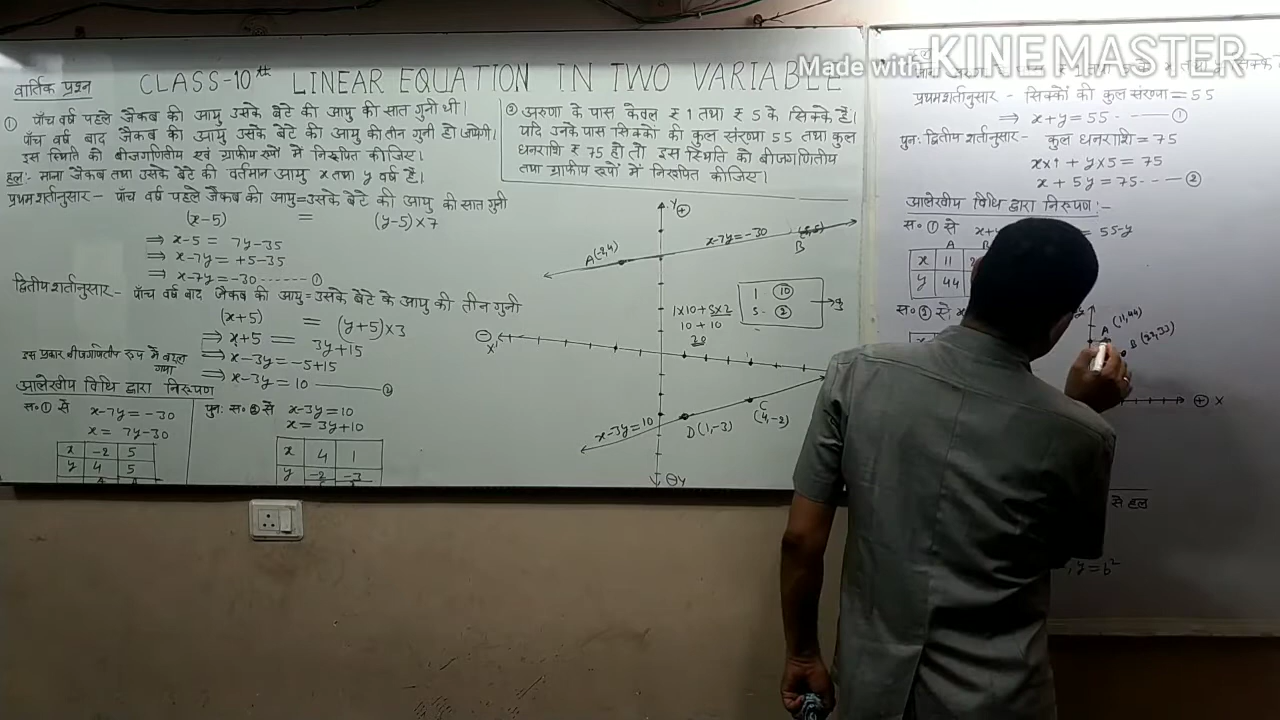 Made with KINEMASTER
CLASS-10th LINEAR EQUATION IN TWO VARIABLE
वार्तिक प्रश्न
① पाँच वर्ष पहले जैकब की आयु उसके बेटे की आयु की सात गुनी थी।
पाँच वर्ष बाद जैकब की आयु उसके बेटे की आयु की तीन गुनी हो जायेगी।
इस स्थिति को बीजगणितीय एवं ग्राफीय रूपों में निरूपित कीजिए।
हल:- माना जैकब तथा उसके बेटे की वर्तमान आयु x तथा y वर्ष है।
प्रथमशर्तानुसार - पाँच वर्ष पहले जैकब की आयु = उसके बेटे की आयु की सात गुनी
(x-5) = (y-5)×7
⇒ x-5 = 7y-35
⇒ x-7y = +5-35
⇒ x-7y = -30 ------ ①
द्वितीय शर्तानुसार - पाँच वर्ष बाद जैकब की आयु = उसके बेटे के आयु की तीन गुनी
(x+5) = (y+5)×3
⇒ x+5 = 3y+15
⇒ x-3y = -5+15
⇒ x-3y = 10
इस प्रकार बीजगणितीय रूप में बदल गया
आलेखीय विधि द्वारा निरूपण
स॰① से x-7y = -30
x = 7y-30
x -2 5
y 4 5
पुनः स॰② से x-3y = 10
x = 3y+10
x 4 1
y -2 -3
② अरुणा के पास केवल ₹ 1 तथा ₹ 5 के सिक्के हैं।
यदि उनके पास सिक्कों की कुल संख्या 55 तथा कुल
धनराशि ₹ 75 हो तो इस स्थिति को बीजगणितीय
तथा ग्राफीय रूपों में निरूपित कीजिए।
Y ⊕
A(-2,4)
x-7y = -30
(5,5)
B
1 ⑩
5 - ②
1×10+5×2
10+10
20
⊖
X'
x-3y = 10
D(1,-3)
C
(4,-2)
⊖Y
प्रथमशर्तानुसार - सिक्कों की कुल संख्या = 55
⇒ x+y = 55 - ----①
पुनः द्वितीय शर्तानुसार - कुल धनराशि = 75
x×1 + y×5 = 75
x + 5y = 75 --- ②
आलेखीय विधि द्वारा निरूपण:-
स॰① से
= 55-y
A
x 11
y 44
स॰② से
A (11,44)
B (22,33)
⊕ X
से हल
, y = b²